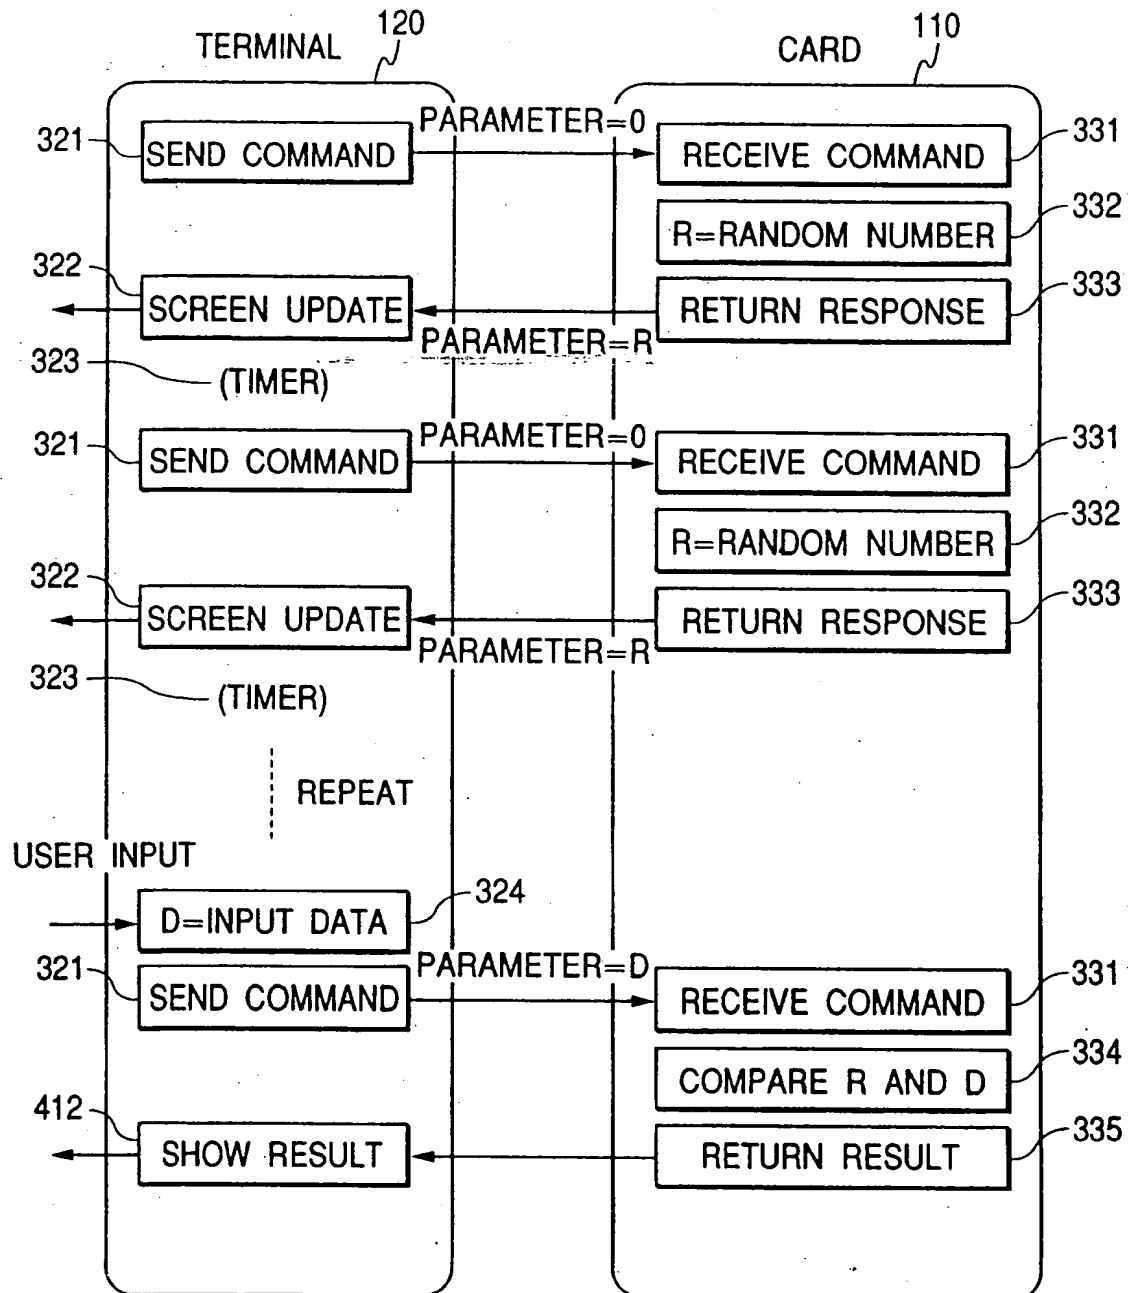 120
110
TERMINAL
CARD
PARAMETER=0
321
SEND COMMAND
RECEIVE COMMAND
331
R=RANDOM NUMBER
332
322
SCREEN UPDATE
RETURN RESPONSE
333
PARAMETER=R
323
(TIMER)
321
PARAMETER=0
SEND COMMAND
RECEIVE COMMAND
331
R=RANDOM NUMBER
332
322
SCREEN UPDATE
RETURN RESPONSE
333
PARAMETER=R
323
(TIMER)
REPEAT
USER INPUT
D=INPUT DATA
324
321
PARAMETER=D
SEND COMMAND
RECEIVE COMMAND
331
COMPARE R AND D
334
412
SHOW RESULT
RETURN RESULT
335